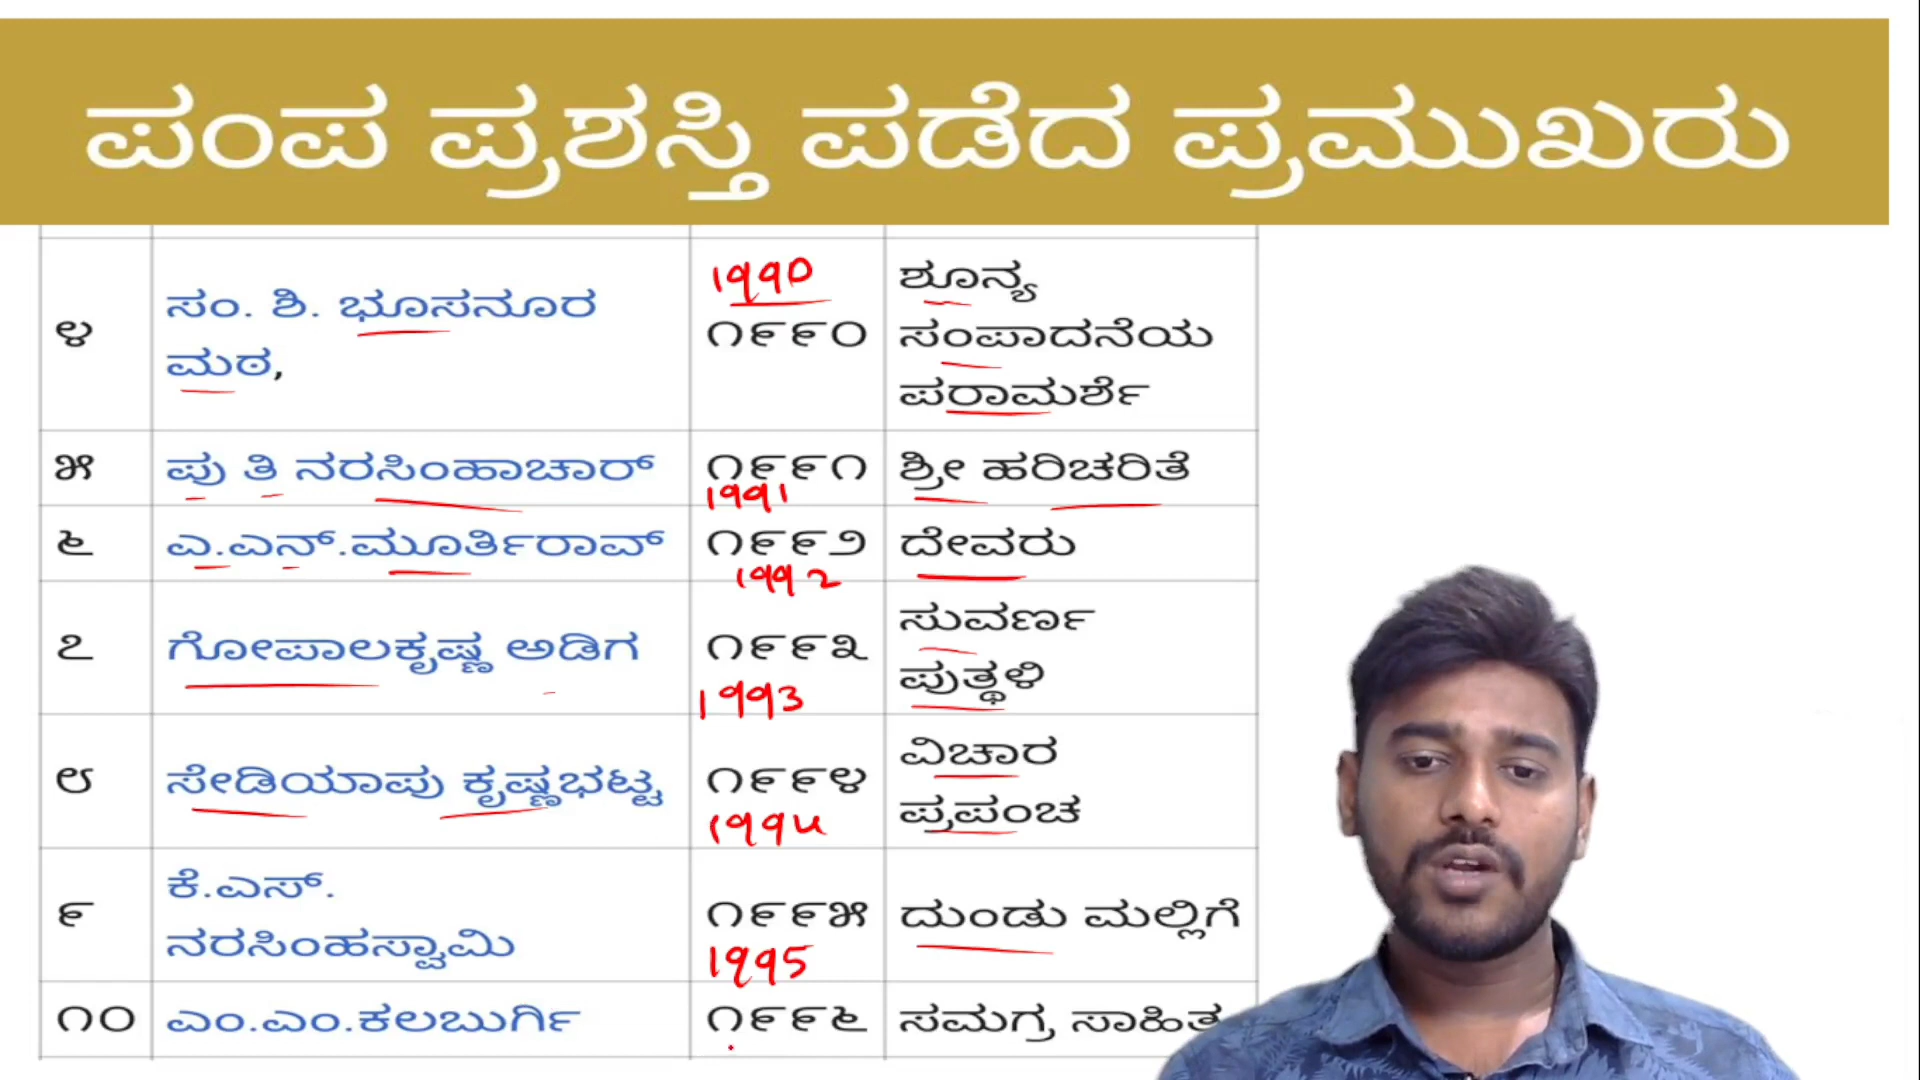 ಪಂಪ ಪ್ರಶಸ್ತಿ ಪಡೆದ ಪ್ರಮುಖರು
೪ ಸಂ. ಶಿ. ಭೂಸನೂರ ಮಠ, 1990 ೧೯೯೦ ಶೂನ್ಯ ಸಂಪಾದನೆಯ ಪರಾಮರ್ಶೆ
೫ ಪು ತಿ ನರಸಿಂಹಾಚಾರ್ ೧೯೯೧ 1991 ಶ್ರೀ ಹರಿಚರಿತೆ
೬ ಎ.ಎನ್.ಮೂರ್ತಿರಾವ್ ೧೯೯೨ 1992 ದೇವರು
೭ ಗೋಪಾಲಕೃಷ್ಣ ಅಡಿಗ ೧೯೯೩ 1993 ಸುವರ್ಣ ಪುತ್ಥಳಿ
೮ ಸೇಡಿಯಾಪು ಕೃಷ್ಣಭಟ್ಟ ೧೯೯೪ 1994 ವಿಚಾರ ಪ್ರಪಂಚ
೯ ಕೆ.ಎಸ್. ನರಸಿಂಹಸ್ವಾಮಿ ೧೯೯೫ 1995 ದುಂಡು ಮಲ್ಲಿಗೆ
೧೦ ಎಂ.ಎಂ.ಕಲಬುರ್ಗಿ ೧೯೯೬ ಸಮಗ್ರ ಸಾಹಿತ್ಯ